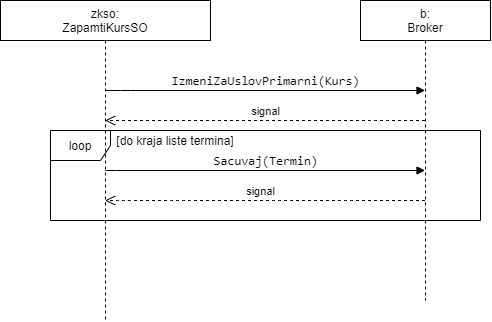 zkso:
ZapamtiKursSO
b:
Broker
IzmeniZaUslovPrimarni(Kurs)
signal
loop
[do kraja liste termina]
Sacuvaj(Termin)
signal